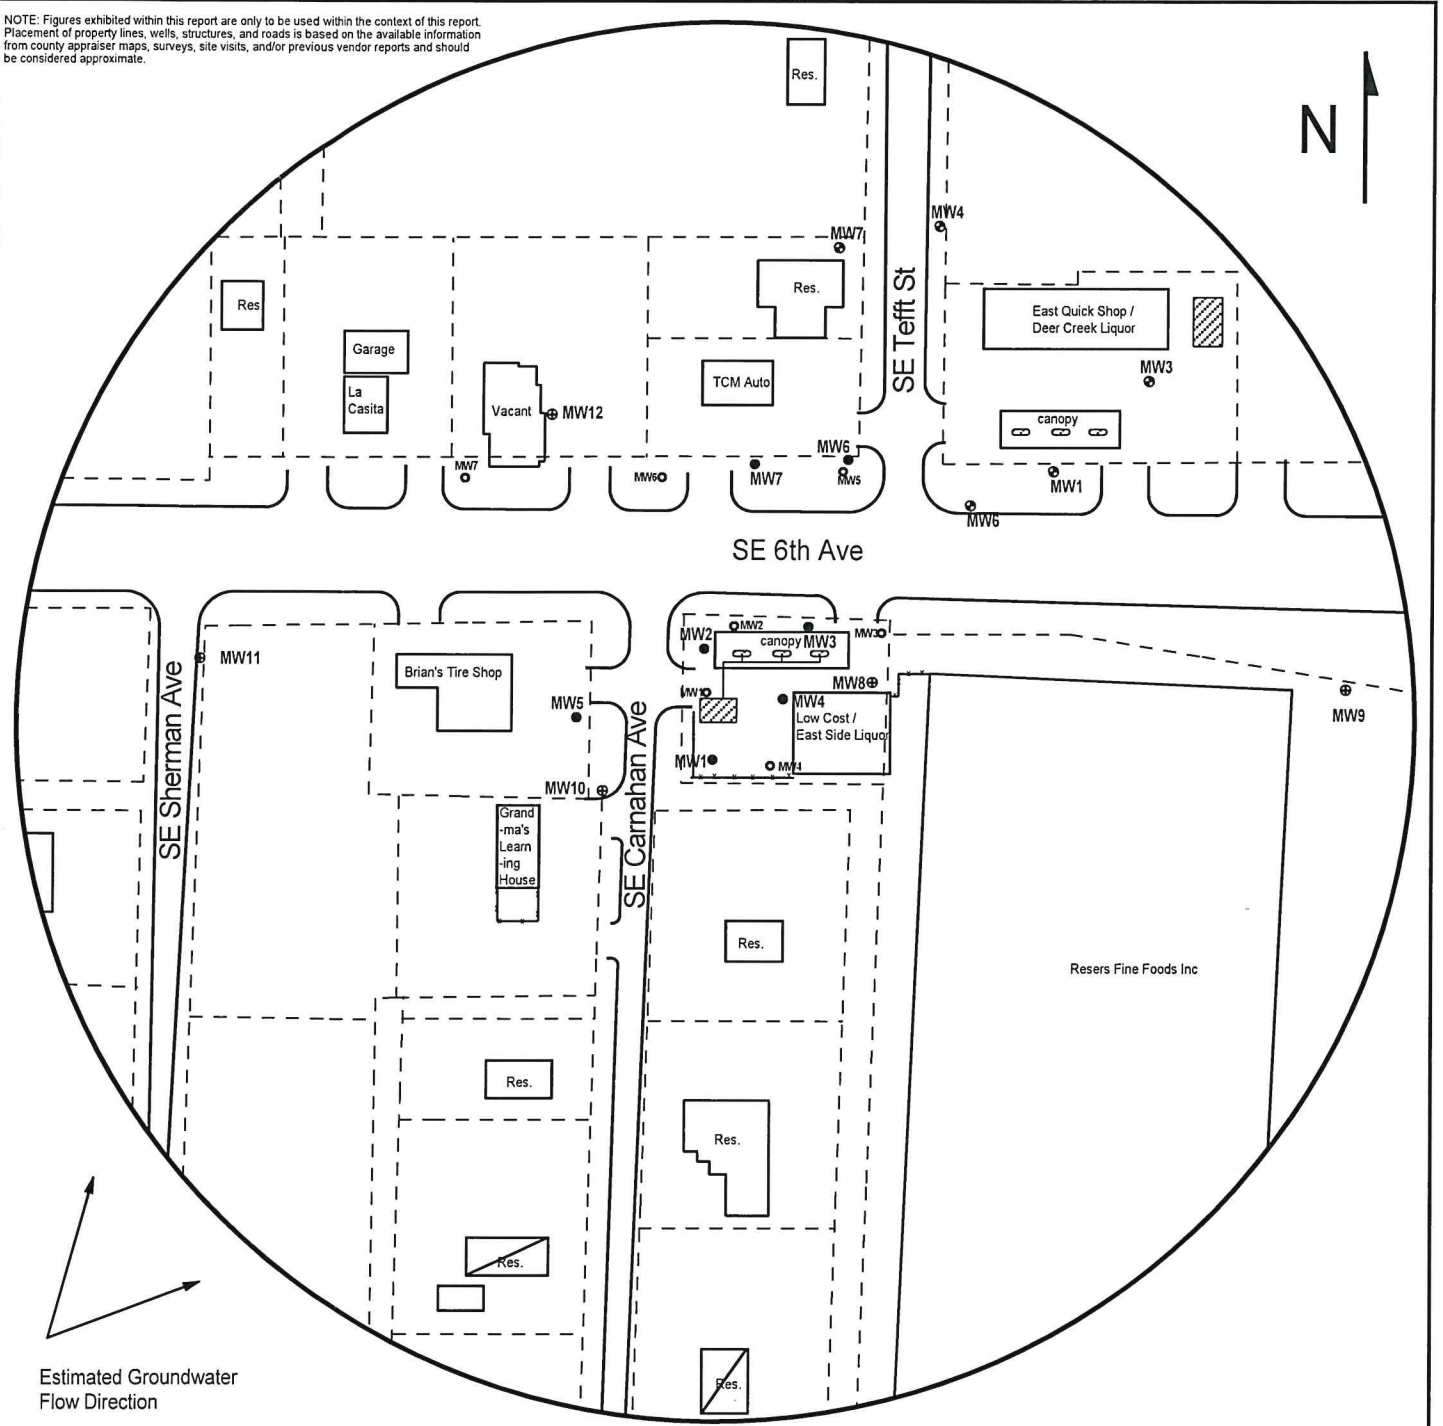 NOTE: Figures exhibited within this report are only to be used within the context of this report.
Placement of property lines, wells, structures, and roads is based on the available information
from county appraiser maps, surveys, site visits, and/or previous vendor reports and should
be considered approximate.
Res.
N
MW4
MW7
Res.
Res
SE Tefft St
East Quick Shop /
Deer Creek Liquor
Garage
MW3
TCM Auto
La
Casita
Vacant
MW12
canopy
MW6
MW7
MW6
MW7
MW5
MW1
MW6
SE 6th Ave
MW2
MW2
canopy
MW3
MW3
MW11
Brian's Tire Shop
MW8
MW1
MW5
MW4
MW9
Low Cost /
East Side Liquor
SE Sherman Ave
SE Carnahan Ave
MW1
MW4
MW10
Grand
-ma's
Learn
-ing
House
Res.
Resers Fine Foods Inc
Res.
Res.
Res.
Res.
Estimated Groundwater
Flow Direction